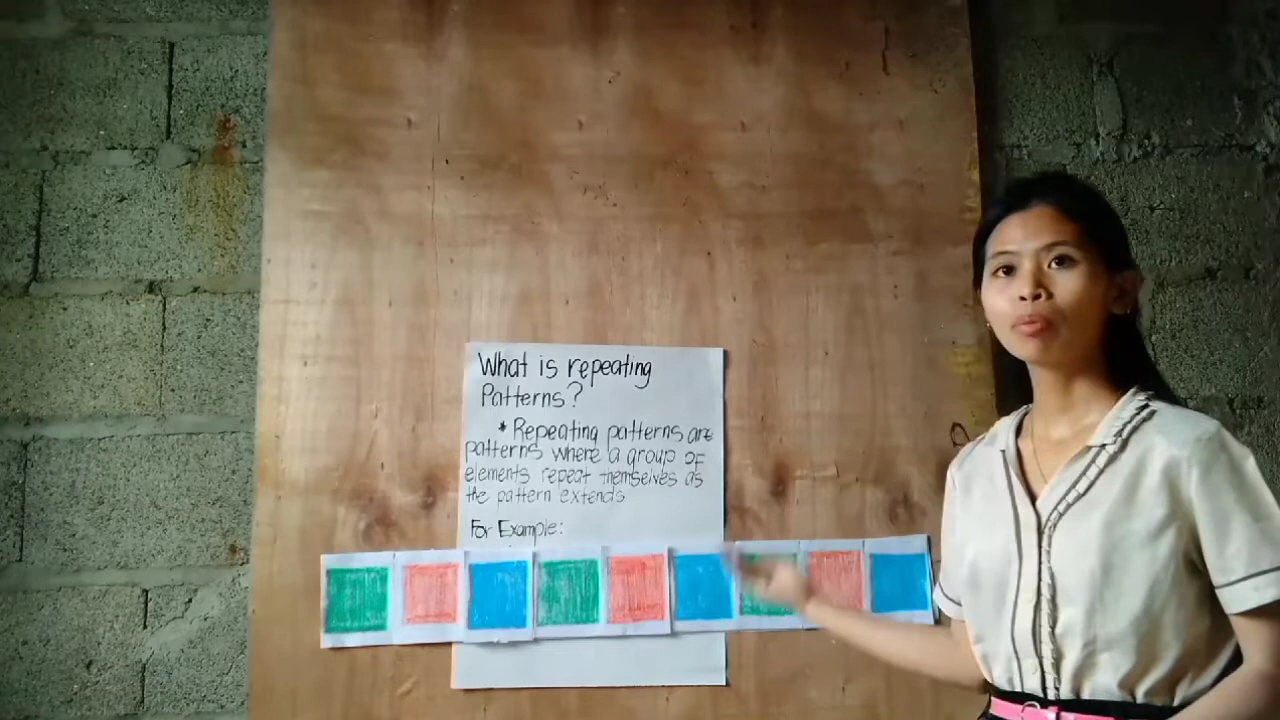 What is repeating
Patterns?
* Repeating patterns are
patterns where a group of
elements repeat themselves as
the pattern extends
For Example: